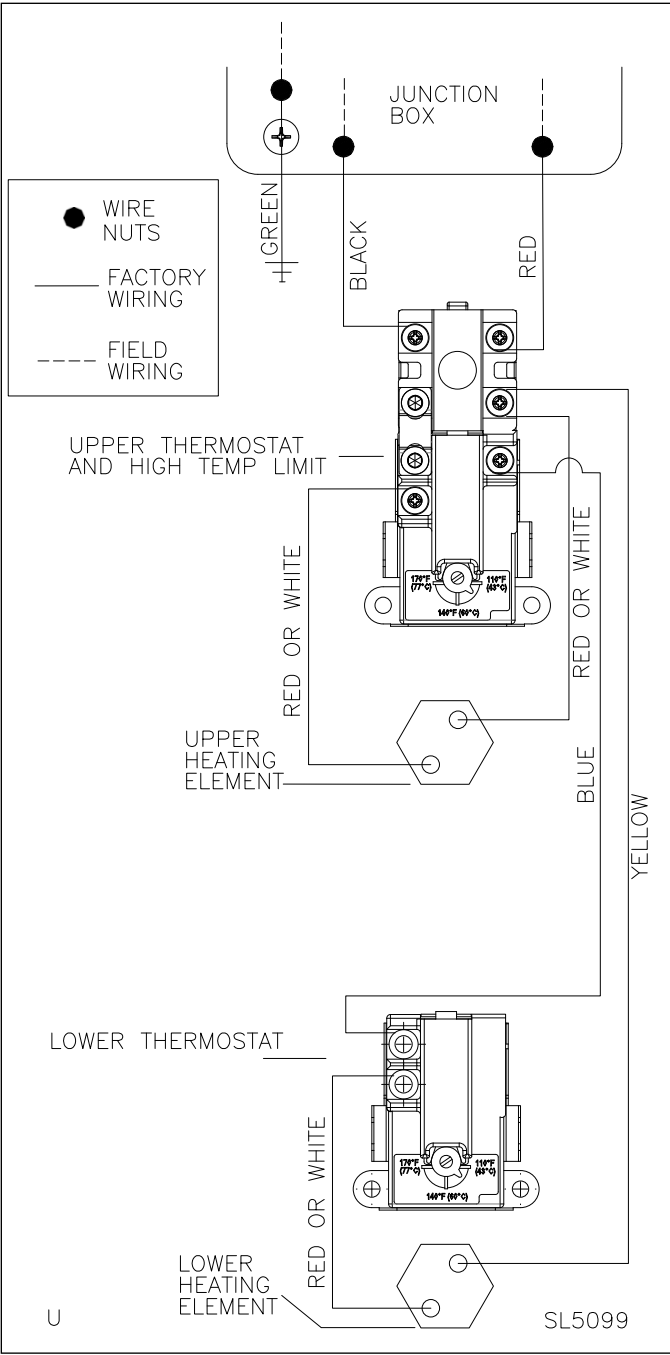 JUNCTION
BOX
WIRE
NUTS
FACTORY
WIRING
FIELD
WIRING
GREEN
BLACK
RED
UPPER THERMOSTAT
AND HIGH TEMP LIMIT
170°F
(77°C)
110°F
(43°C)
140°F (60°C)
RED OR WHITE
RED OR WHITE
UPPER
HEATING
ELEMENT
BLUE
YELLOW
LOWER THERMOSTAT
170°F
(77°C)
110°F
(43°C)
140°F (60°C)
RED OR WHITE
LOWER
HEATING
ELEMENT
U
SL5099